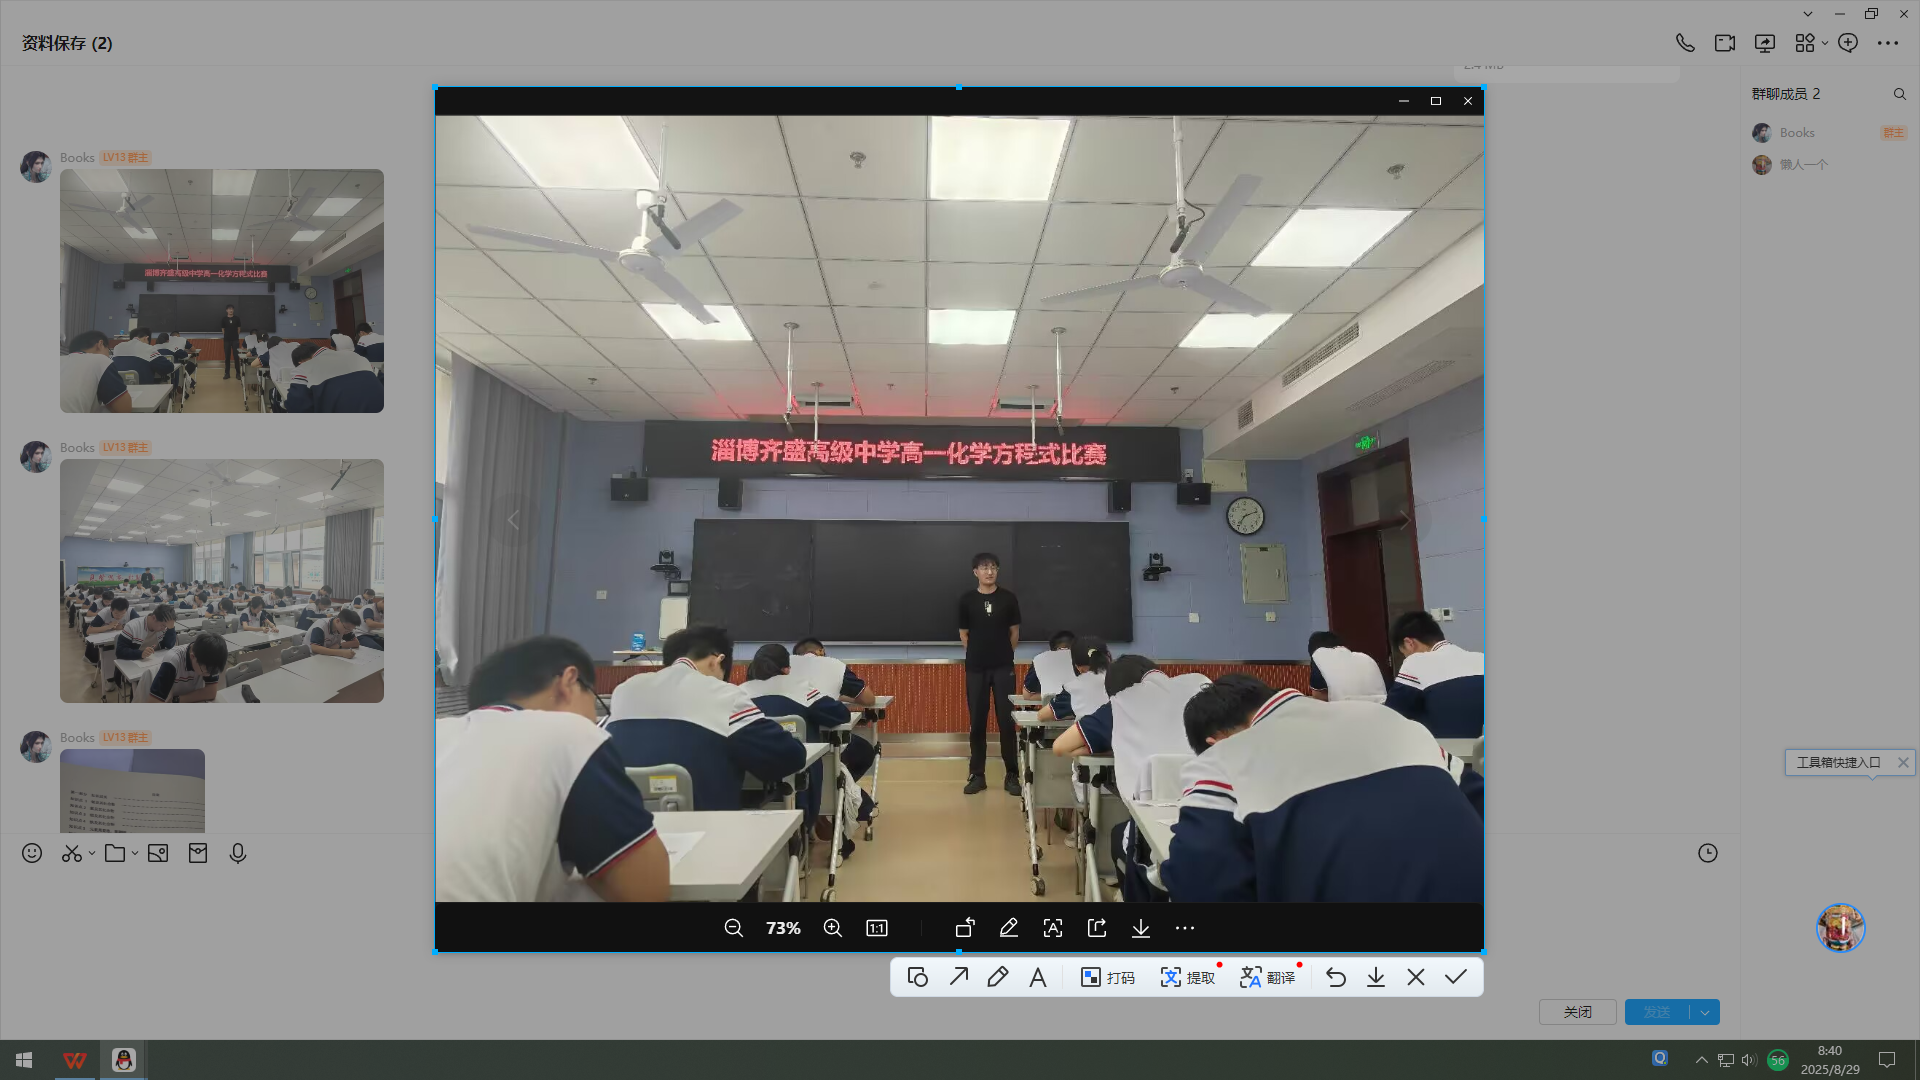 资料保存 (2)
2.4 MB
群聊成员 2
Books 群主
懒人一个
Books LV13 群主
淄博齐盛高级中学高一化学方程式比赛
Books LV13 群主
Books LV13 群主
淄博齐盛高级中学高一化学方程式比赛
73%
1:1
打码
提取
翻译
工具箱快捷入口
关闭
发送
56
8:40
2025/8/29